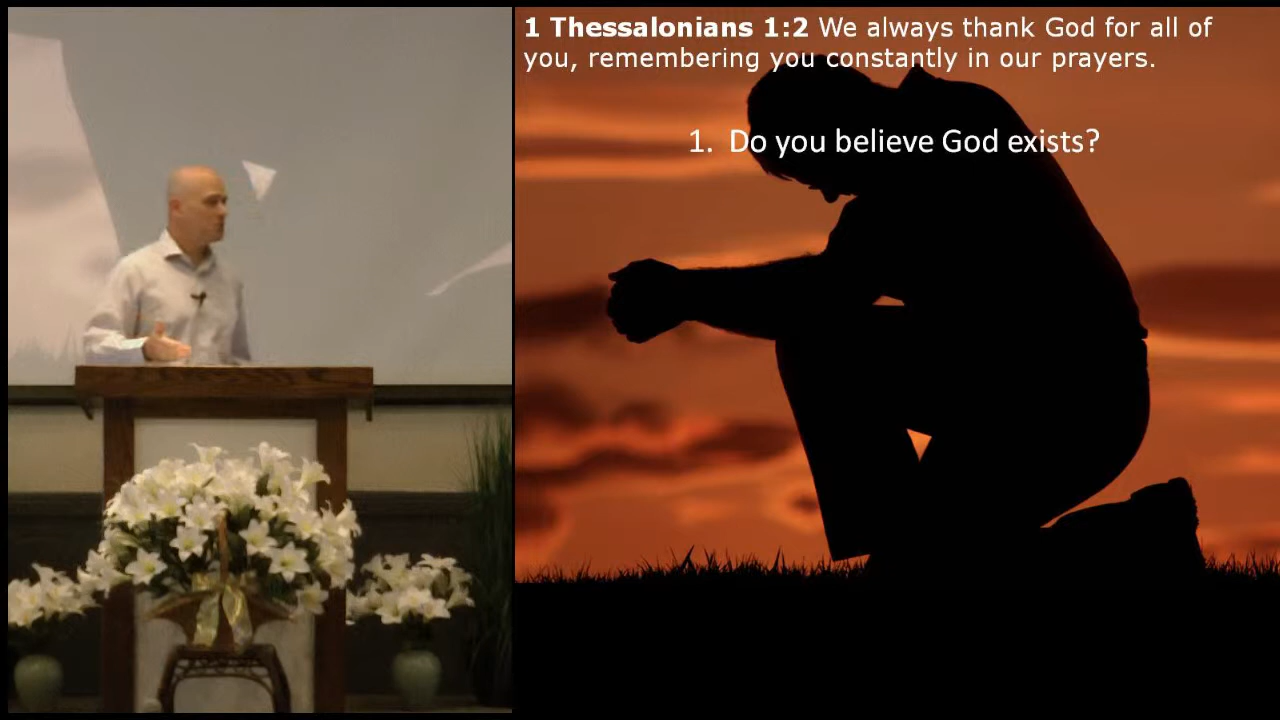 1 Thessalonians 1:2 We always thank God for all of
you, remembering you constantly in our prayers.
1. Do you believe God exists?